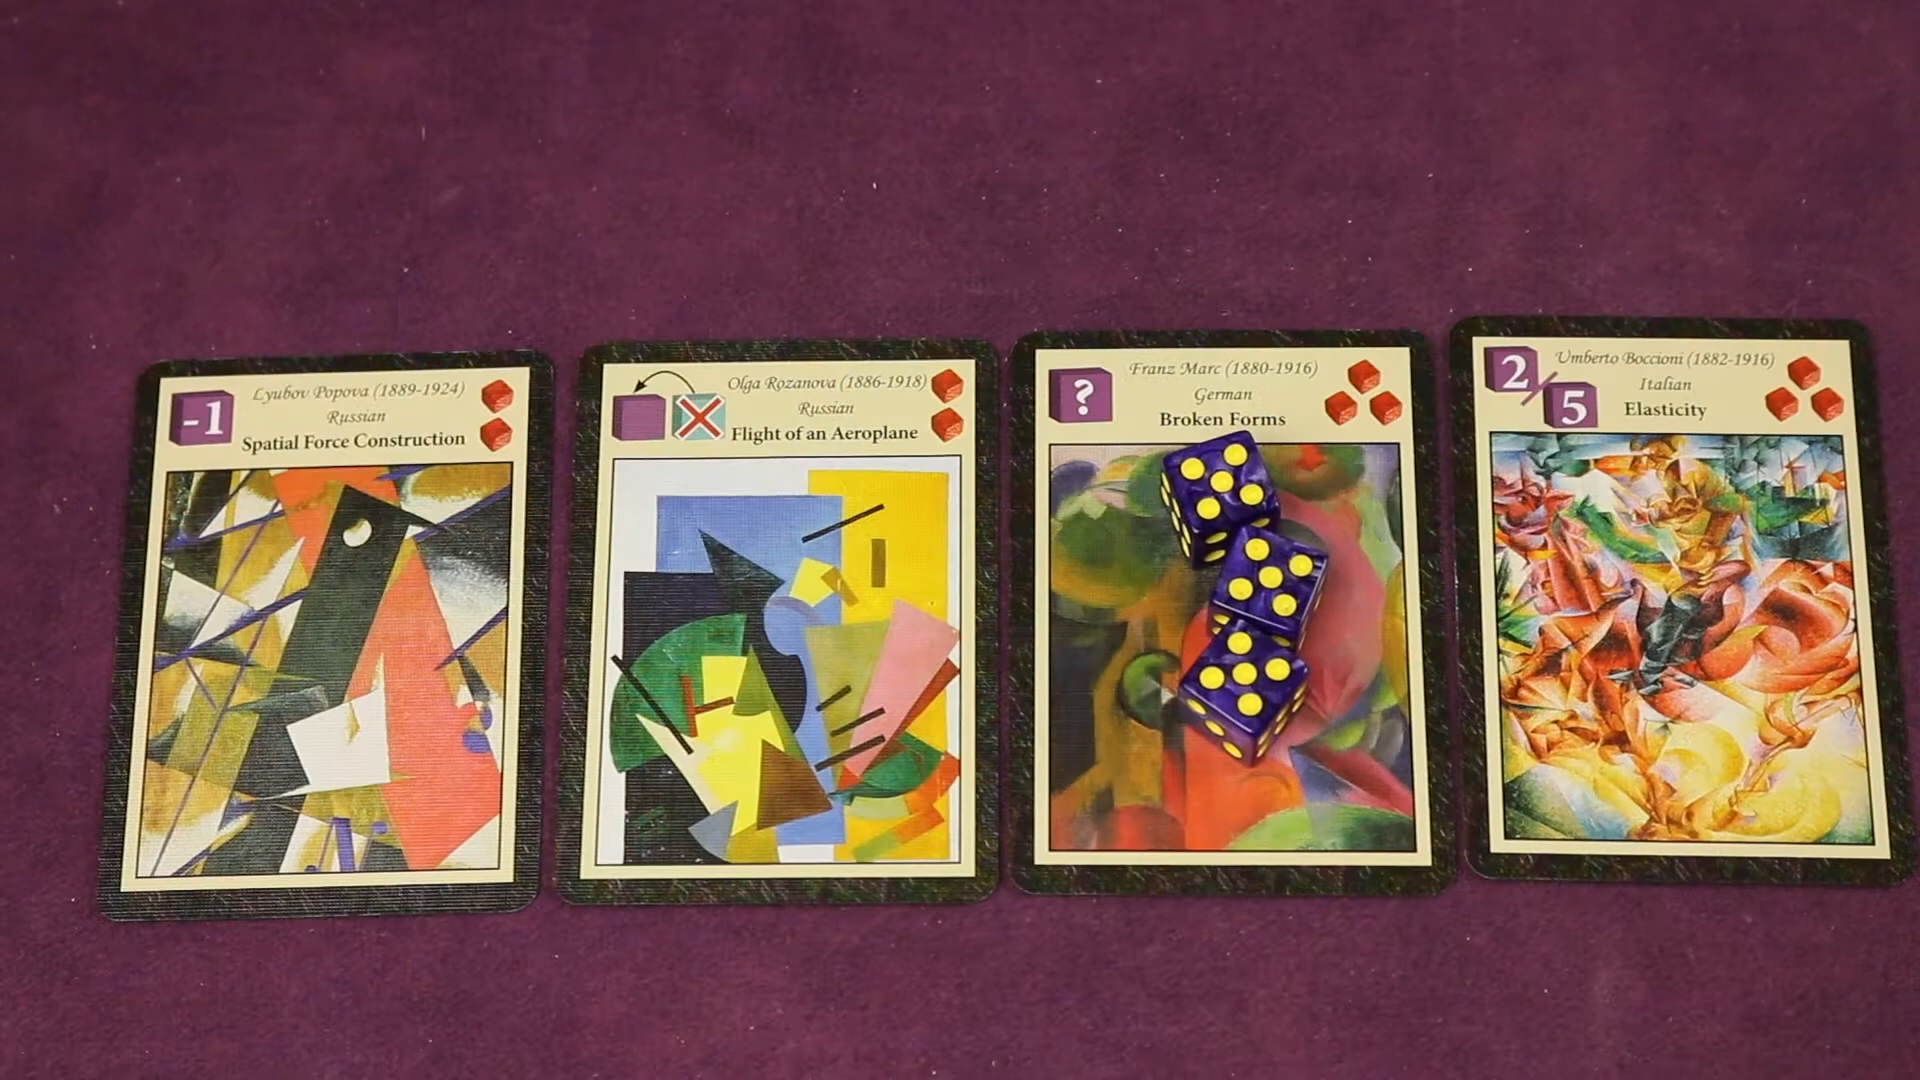 -1
Lyubov Popova (1889-1924)
Russian
Spatial Force Construction
Olga Rozanova (1886-1918)
Russian
Flight of an Aeroplane
?
Franz Marc (1880-1916)
German
Broken Forms
2/5
Umberto Boccioni (1882-1916)
Italian
Elasticity